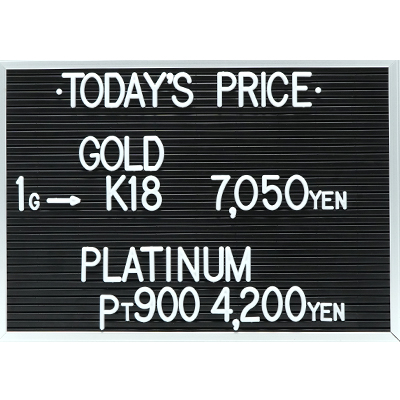 ·TODAY'S PRICE·
GOLD
1G→ K18 7,050YEN
PLATINUM
PT900 4,200YEN